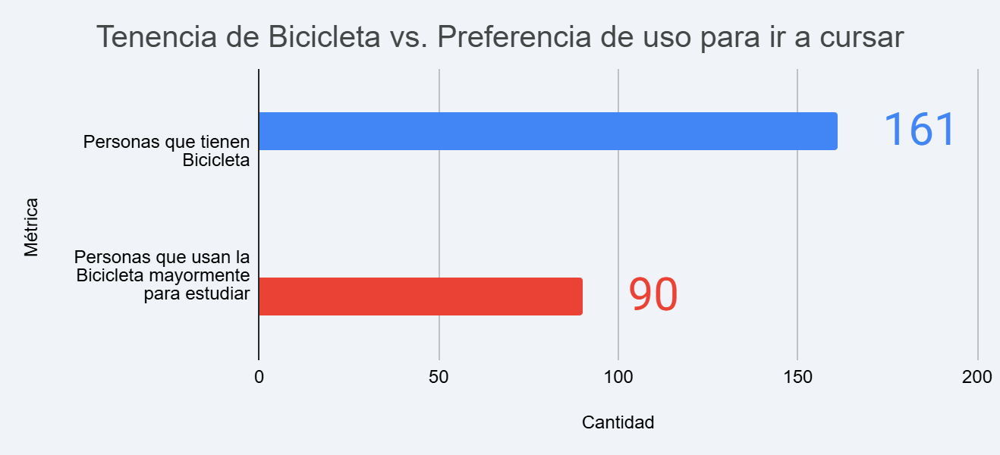 Tenencia de Bicicleta vs. Preferencia de uso para ir a cursar
Personas que tienen
Bicicleta
161
Métrica
Personas que usan la
Bicicleta mayormente
para estudiar
90
0
50
100
150
200
Cantidad